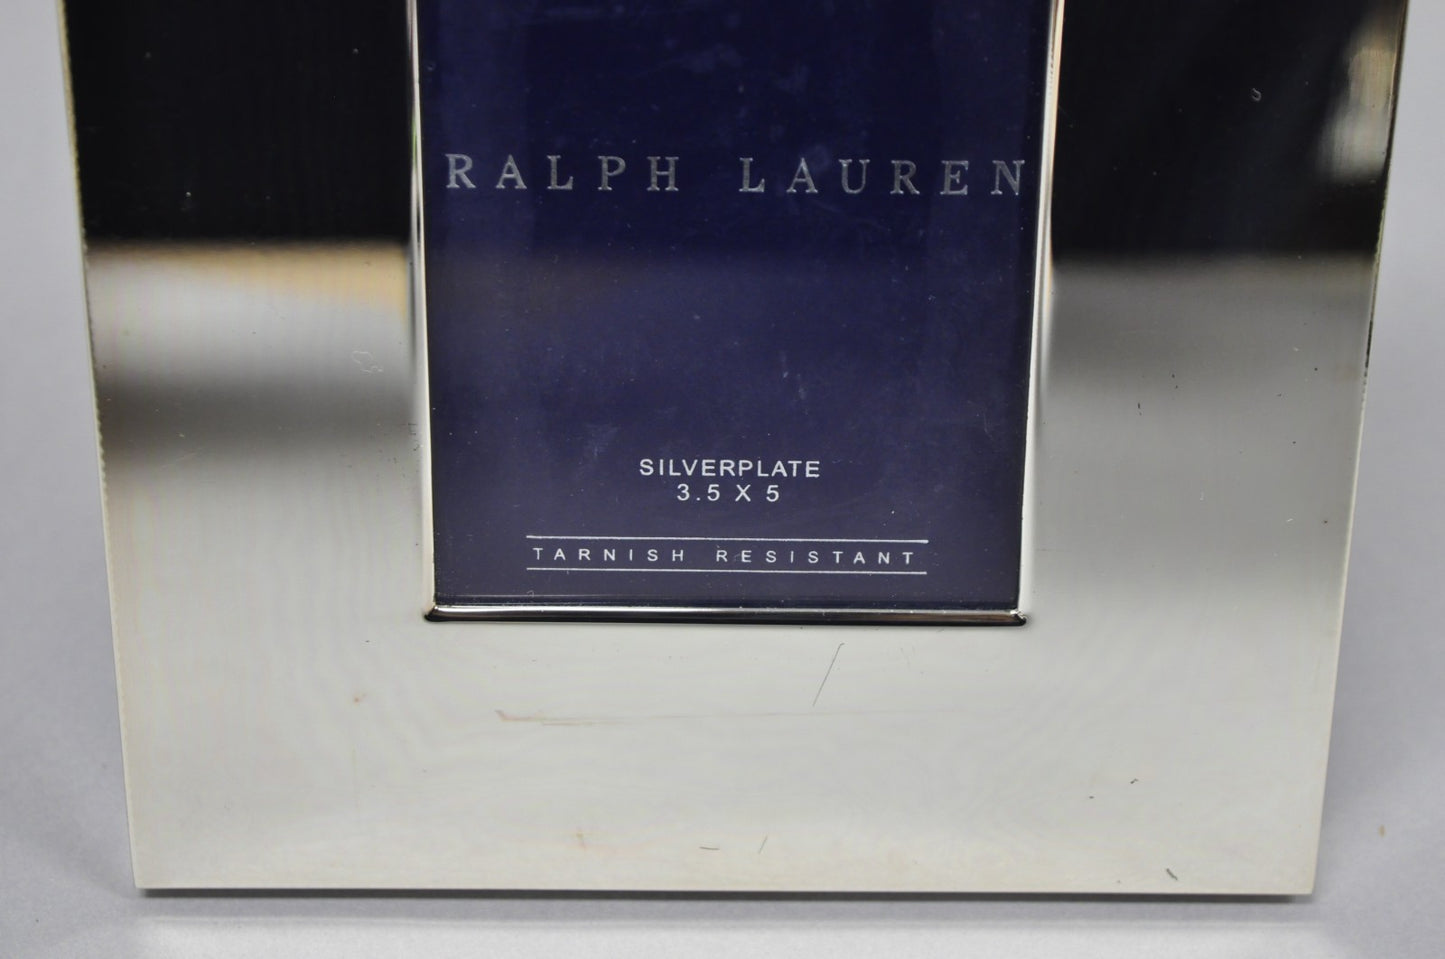 RALPH LAUREN
SILVERPLATE
3.5 X 5
TARNISH RESISTANT